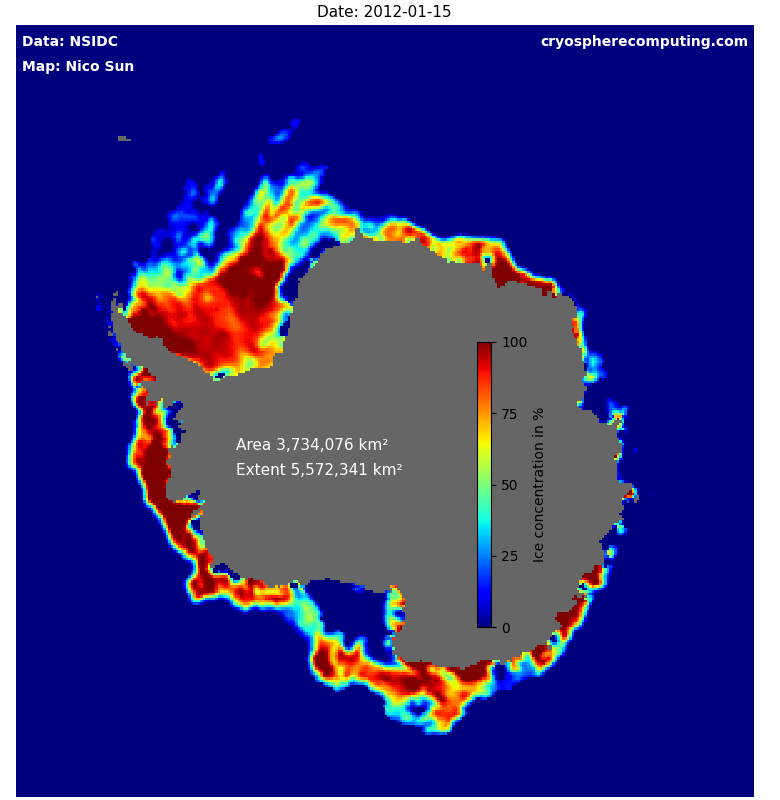 Date: 2012-01-15
Data: NSIDC
cryospherecomputing.com
Map: Nico Sun
100
75
50
25
0
Ice concentration in %
Area 3,734,076 km²
Extent 5,572,341 km²